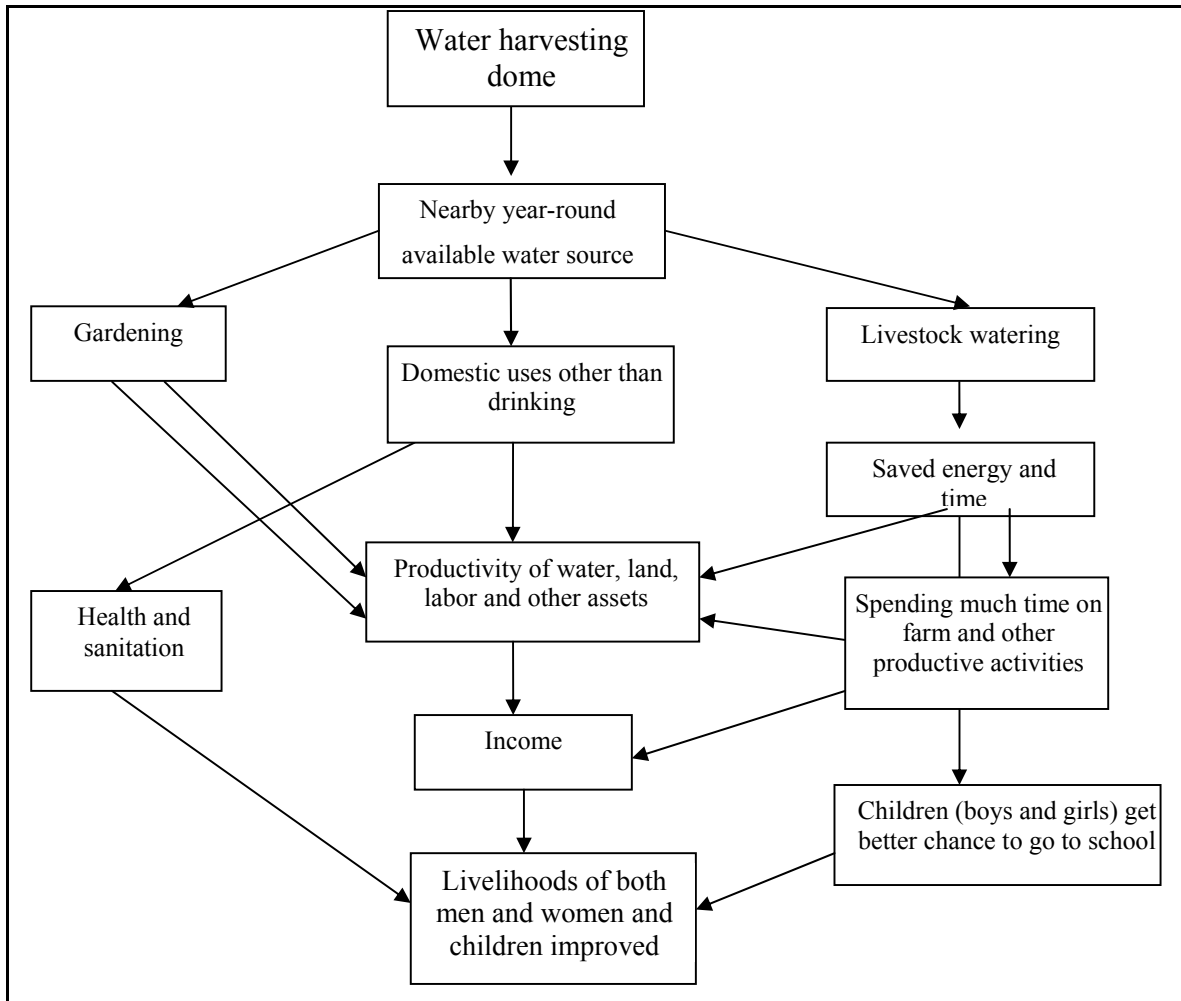 Water harvesting
dome
Nearby year-round
available water source
Gardening
Livestock watering
Domestic uses other than
drinking
Saved energy and
time
Productivity of water, land,
labor and other assets
Health and
sanitation
Spending much time on
farm and other
productive activities
Income
Children (boys and girls) get
better chance to go to school
Livelihoods of both
men and women and
children improved